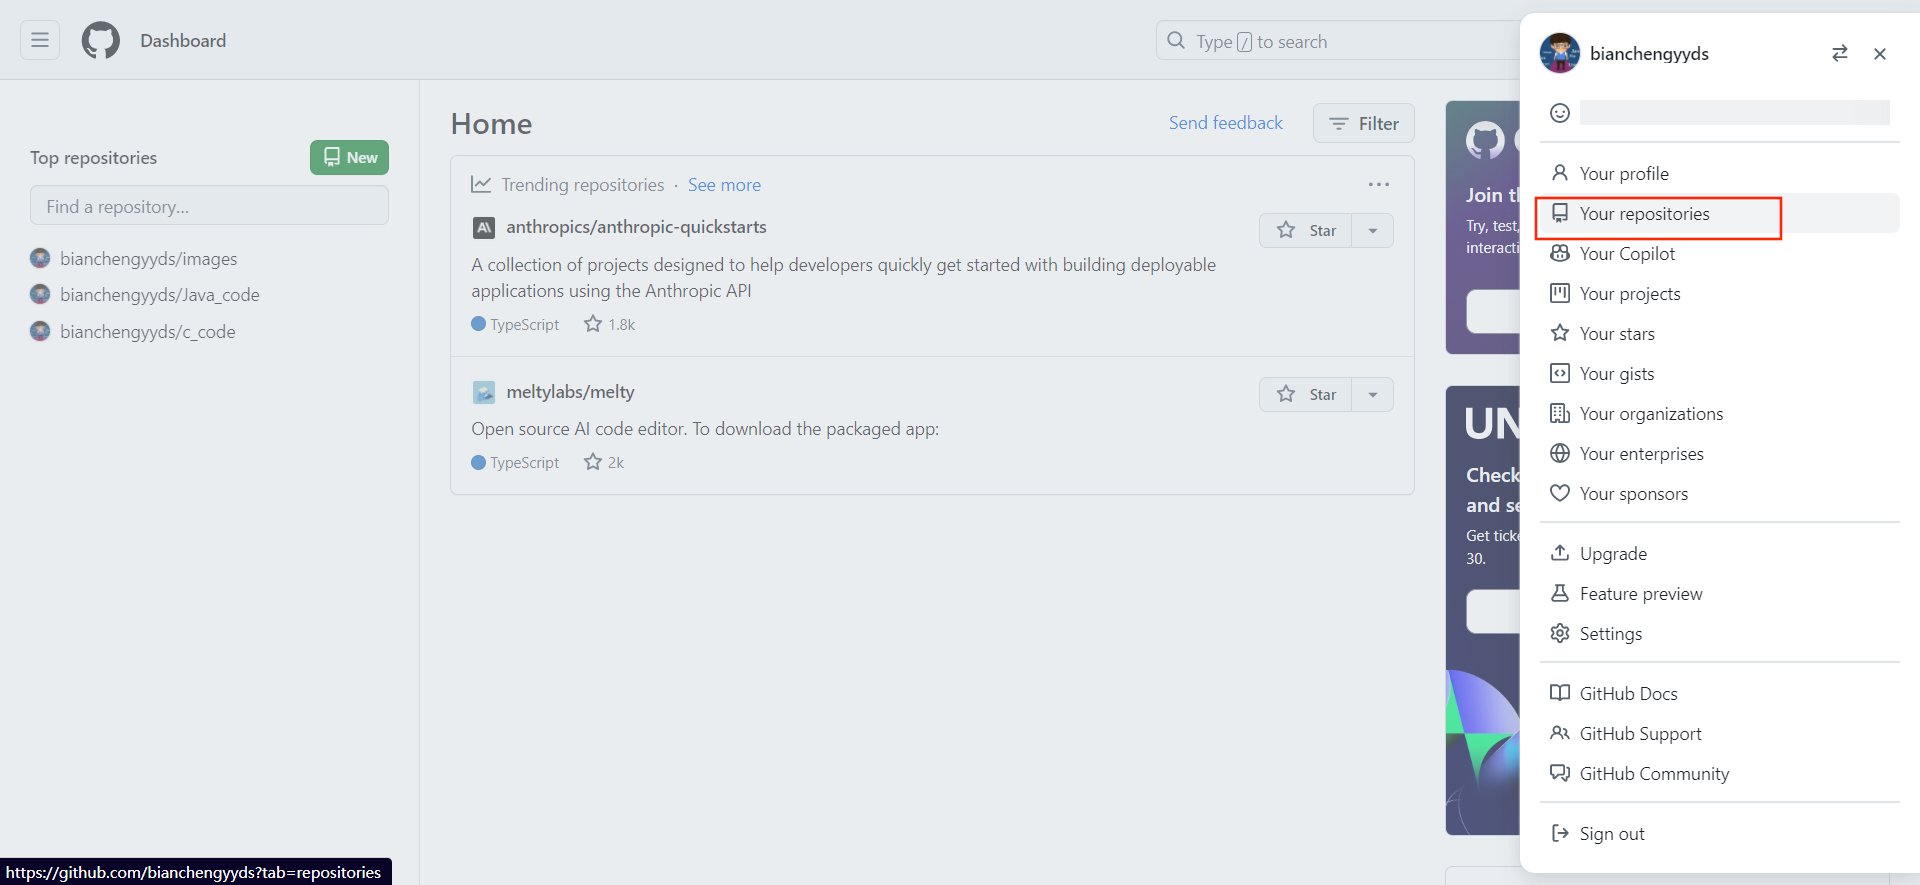 Dashboard
Type / to search
Top repositories
New
Find a repository...
bianchengyyds/images
bianchengyyds/Java_code
bianchengyyds/c_code
Home
Send feedback
Filter
Trending repositories · See more
anthropics/anthropic-quickstarts
Star
A collection of projects designed to help developers quickly get started with building deployable
applications using the Anthropic API
TypeScript
1.8k
meltylabs/melty
Star
Open source AI code editor. To download the packaged app:
TypeScript
2k
Join
Try, test,
UN
Check
and
Get
30.
bianchengyyds
Your profile
Your repositories
Your Copilot
Your projects
Your stars
Your gists
Your organizations
Your enterprises
Your sponsors
Upgrade
Feature preview
Settings
GitHub Docs
GitHub Support
GitHub Community
Sign out
https://github.com/bianchengyyds?tab=repositories